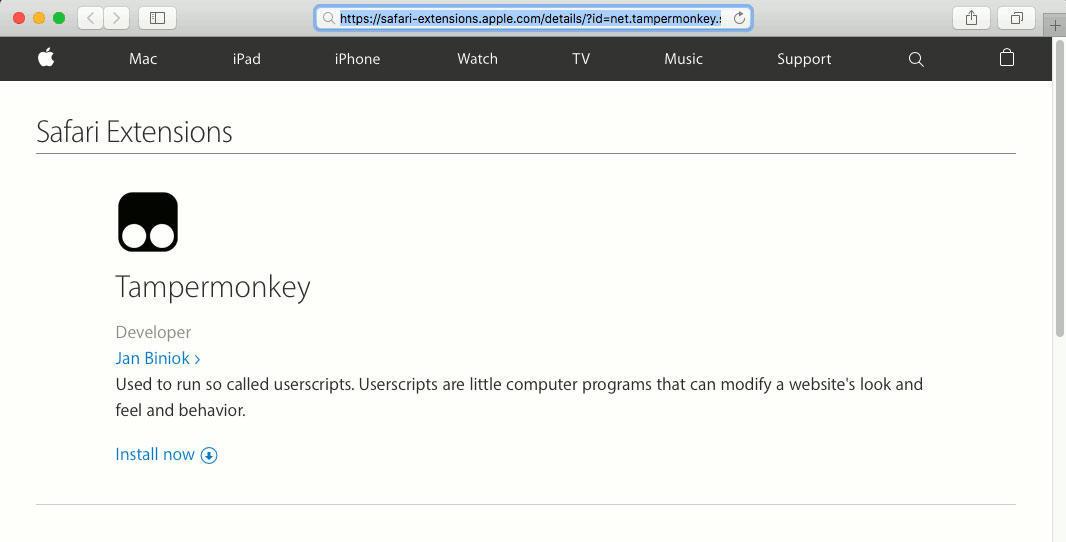 https://safari-extensions.apple.com/details/?id=net.tampermonkey.s
Mac iPad iPhone Watch TV Music Support
Safari Extensions
Tampermonkey
Developer
Jan Biniok ›
Used to run so called userscripts. Userscripts are little computer programs that can modify a website's look and
feel and behavior.
Install now